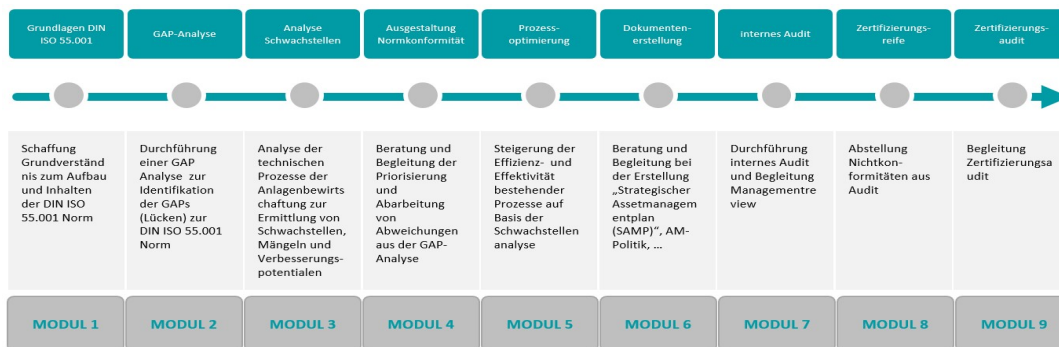 Grundlagen DIN
ISO 55.001
GAP-Analyse
Analyse
Schwachstellen
Ausgestaltung
Normkonformität
Prozess-
optimierung
Dokumenten-
erstellung
internes Audit
Zertifizierungs-
reife
Zertifizierungs-
audit
Schaffung
Grundverständ
nis zum Aufbau
und Inhalten
der DIN ISO
55.001 Norm
Durchführung
einer GAP
Analyse zur
Identifikation
der GAPs
(Lücken) zur
DIN ISO 55.001
Norm
Analyse der
technischen
Prozesse der
Anlagenbewirts
chaftung zur
Ermittlung von
Schwachstellen,
Mängeln und
Verbesserungs-
potentialen
Beratung und
Begleitung der
Priorisierung
und
Abarbeitung
von
Abweichungen
aus der GAP-
Analyse
Steigerung der
Effizienz- und
Effektivität
bestehender
Prozesse auf
Basis der
Schwachstellen
analyse
Beratung und
Begleitung bei
der Erstellung
„Strategischer
Assetmanagem
entplan
(SAMP)“, AM-
Politik, ...
Durchführung
internes Audit
und Begleitung
Managementre
view
Abstellung
Nichtkon-
formitäten aus
Audit
Begleitung
Zertifizierungsa
udit
MODUL 1
MODUL 2
MODUL 3
MODUL 4
MODUL 5
MODUL 6
MODUL 7
MODUL 8
MODUL 9